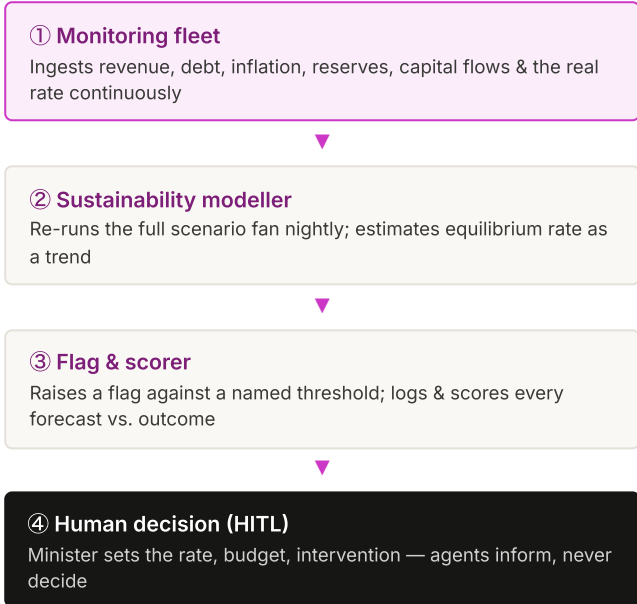 ① Monitoring fleet
Ingests revenue, debt, inflation, reserves, capital flows & the real
rate continuously
② Sustainability modeller
Re-runs the full scenario fan nightly; estimates equilibrium rate as
a trend
③ Flag & scorer
Raises a flag against a named threshold; logs & scores every
forecast vs. outcome
④ Human decision (HITL)
Minister sets the rate, budget, intervention — agents inform, never
decide